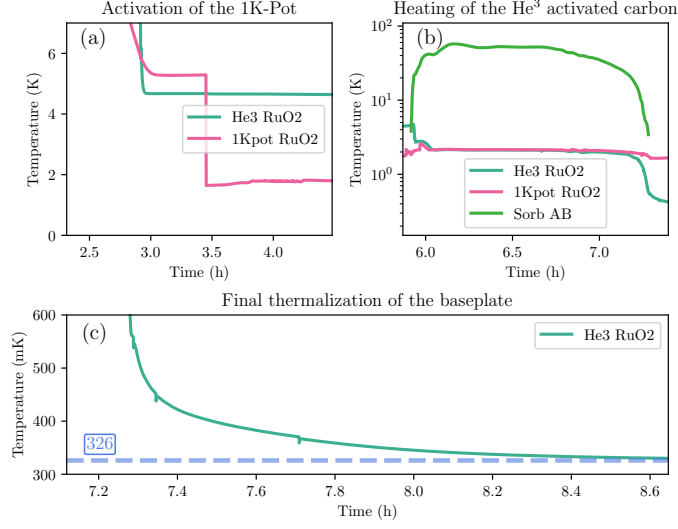 Activation of the 1K-Pot
(a)
6
4
2
0
Temperature (K)
He3 RuO2
1Kpot RuO2
2.5 3.0 3.5 4.0
Time (h)
Heating of the He³ activated carbon
(b)
10²
10¹
10⁰
Temperature (K)
He3 RuO2
1Kpot RuO2
Sorb AB
6.0 6.5 7.0
Time (h)
Final thermalization of the baseplate
(c)
He3 RuO2
600
500
400
300
Temperature (mK)
326
7.2 7.4 7.6 7.8 8.0 8.2 8.4 8.6
Time (h)